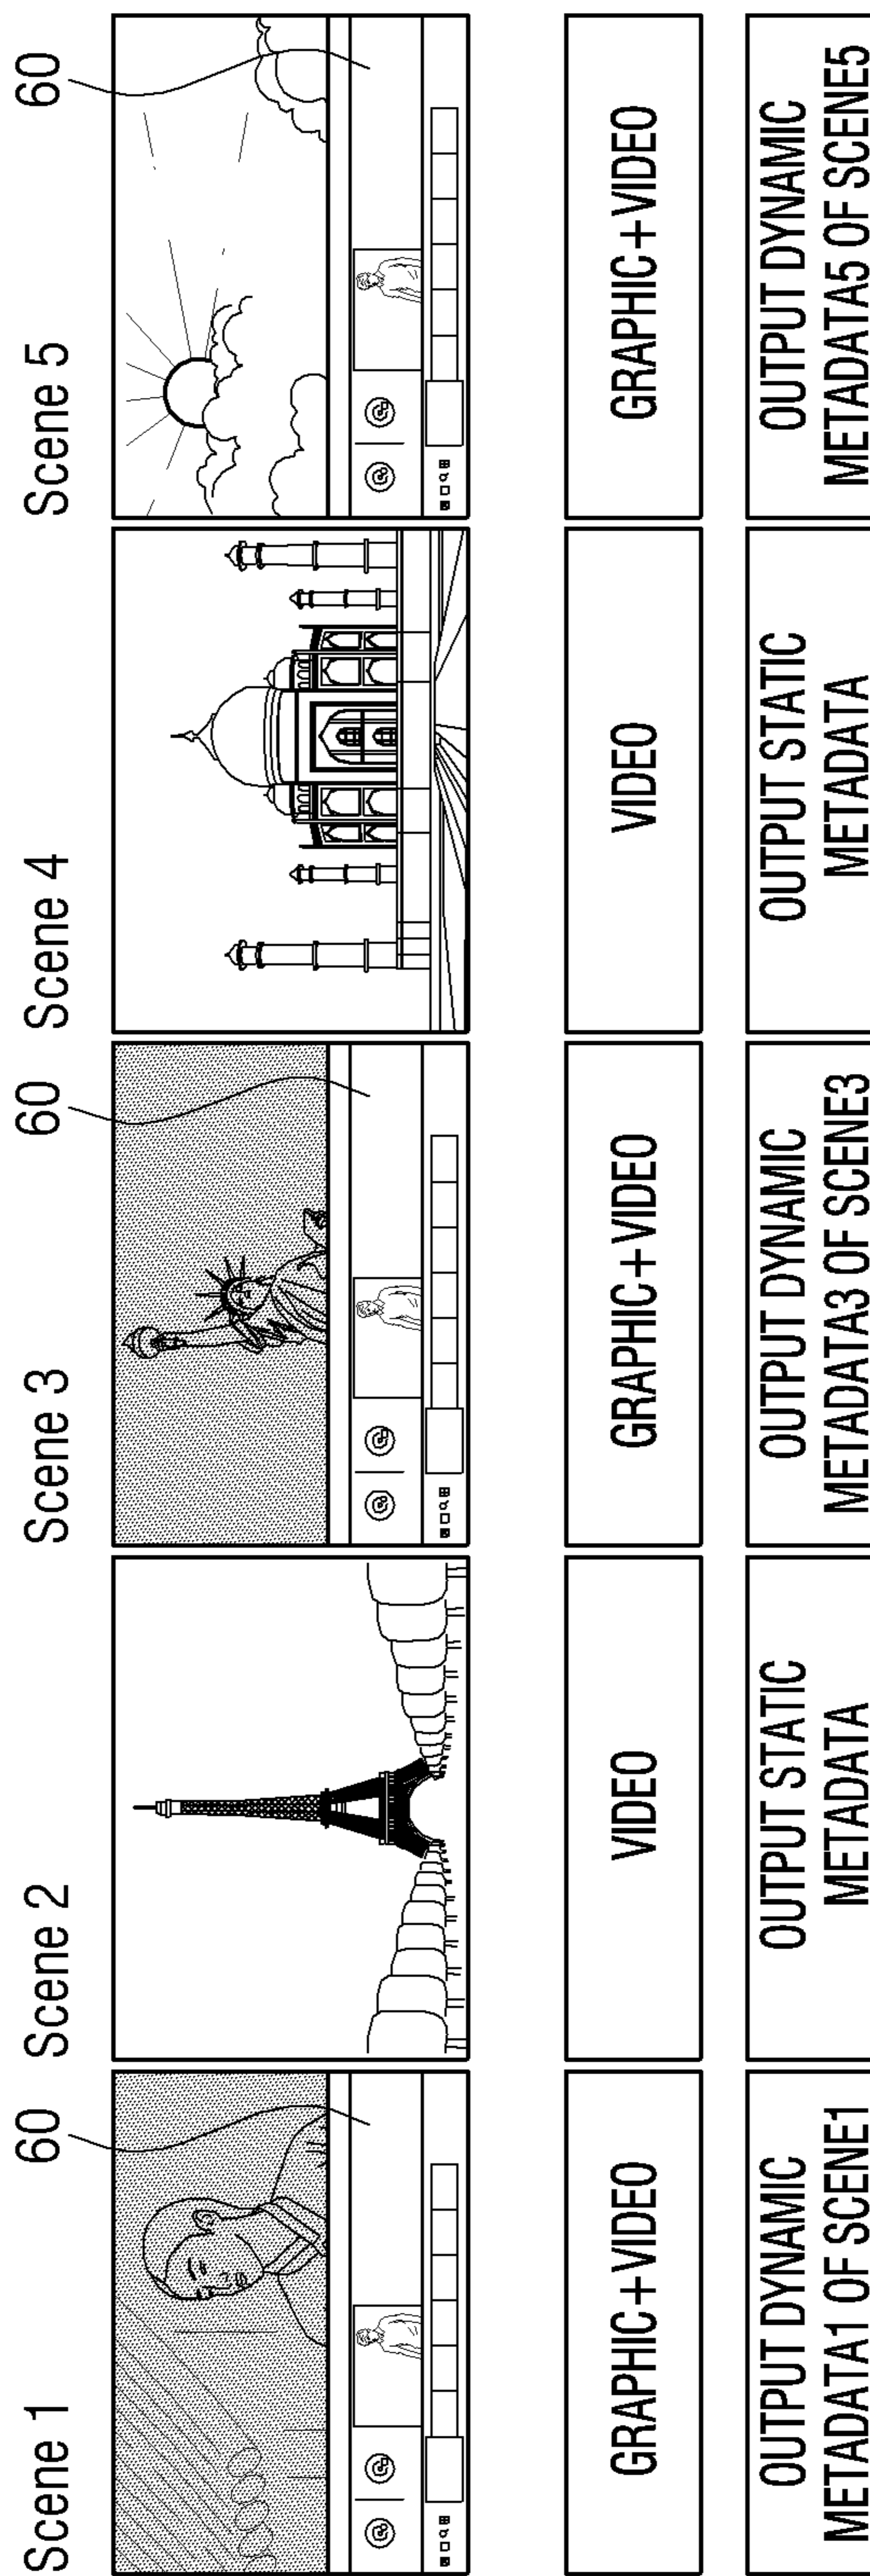 60
60
60
Scene 1
Scene 2
Scene 3
Scene 4
Scene 5
GRAPHIC+VIDEO
VIDEO
GRAPHIC+VIDEO
VIDEO
GRAPHIC+VIDEO
OUTPUT DYNAMIC
METADATA1 OF SCENE1
OUTPUT STATIC
METADATA
OUTPUT DYNAMIC
METADATA3 OF SCENE3
OUTPUT STATIC
METADATA
OUTPUT DYNAMIC
METADATA5 OF SCENE5